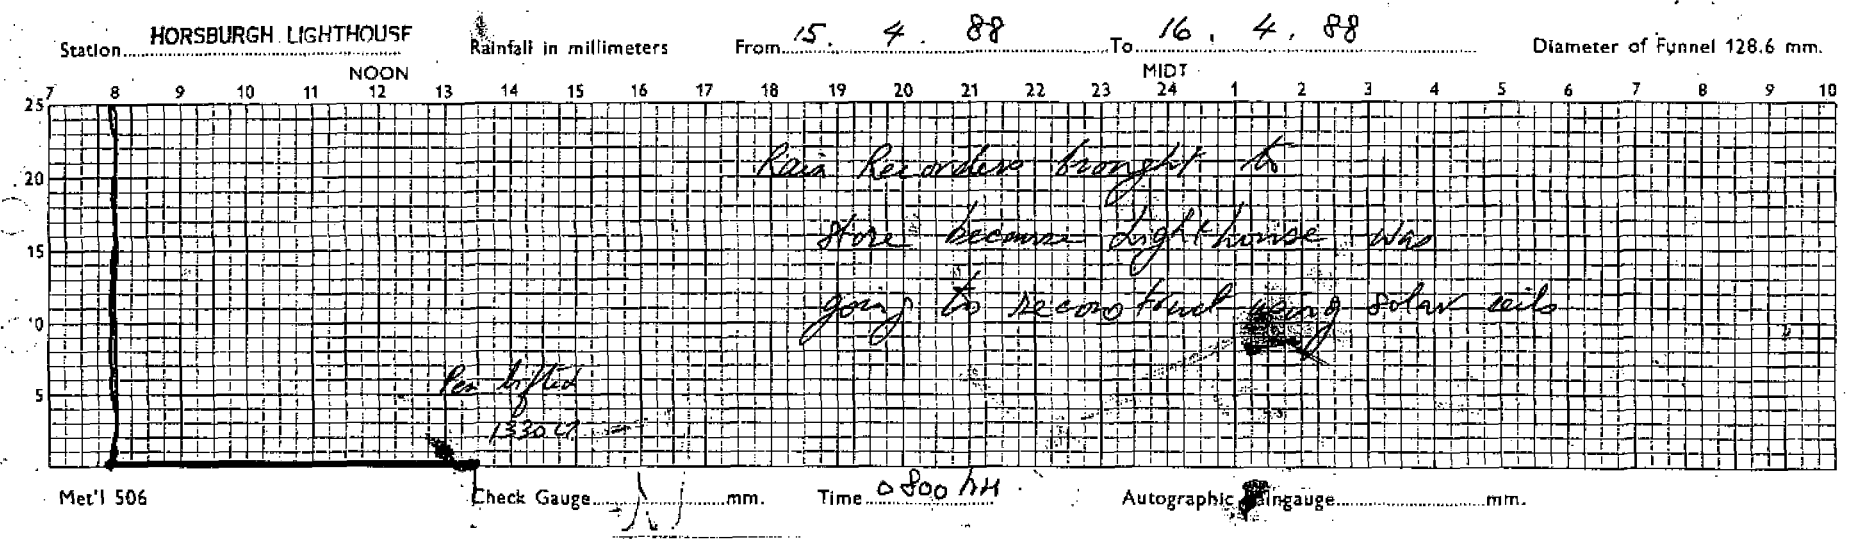 Station HORSBURGH LIGHTHOUSE Rainfall in millimeters From 15. 4. 88 To 16. 4. 88 Diameter of Funnel 128.6 mm.
NOON MIDT
7 8 9 10 11 12 13 14 15 16 17 18 19 20 21 22 23 24 1 2 3 4 5 6 7 8 9 10
25
Rain Recorders brought to
20
store because Lighthouse was
15
going to reconstruct using solar cells
10
Pen lifted
5
1330 LT
Met'l 506 Check Gauge mm. Time 0800 hH Autographic Raingauge mm.